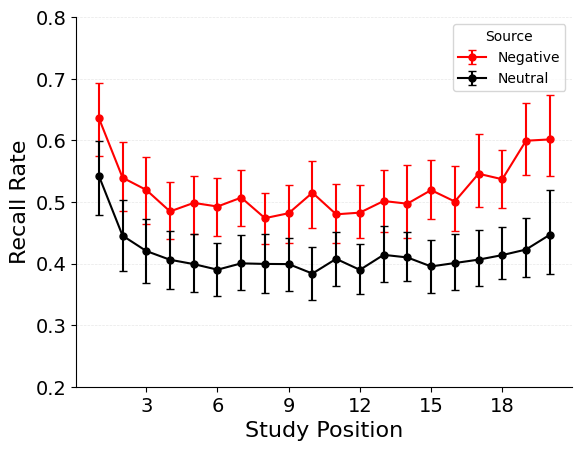 0.8
0.7
0.6
0.5
0.4
0.3
0.2
Recall Rate
Source
Negative
Neutral
3 6 9 12 15 18
Study Position